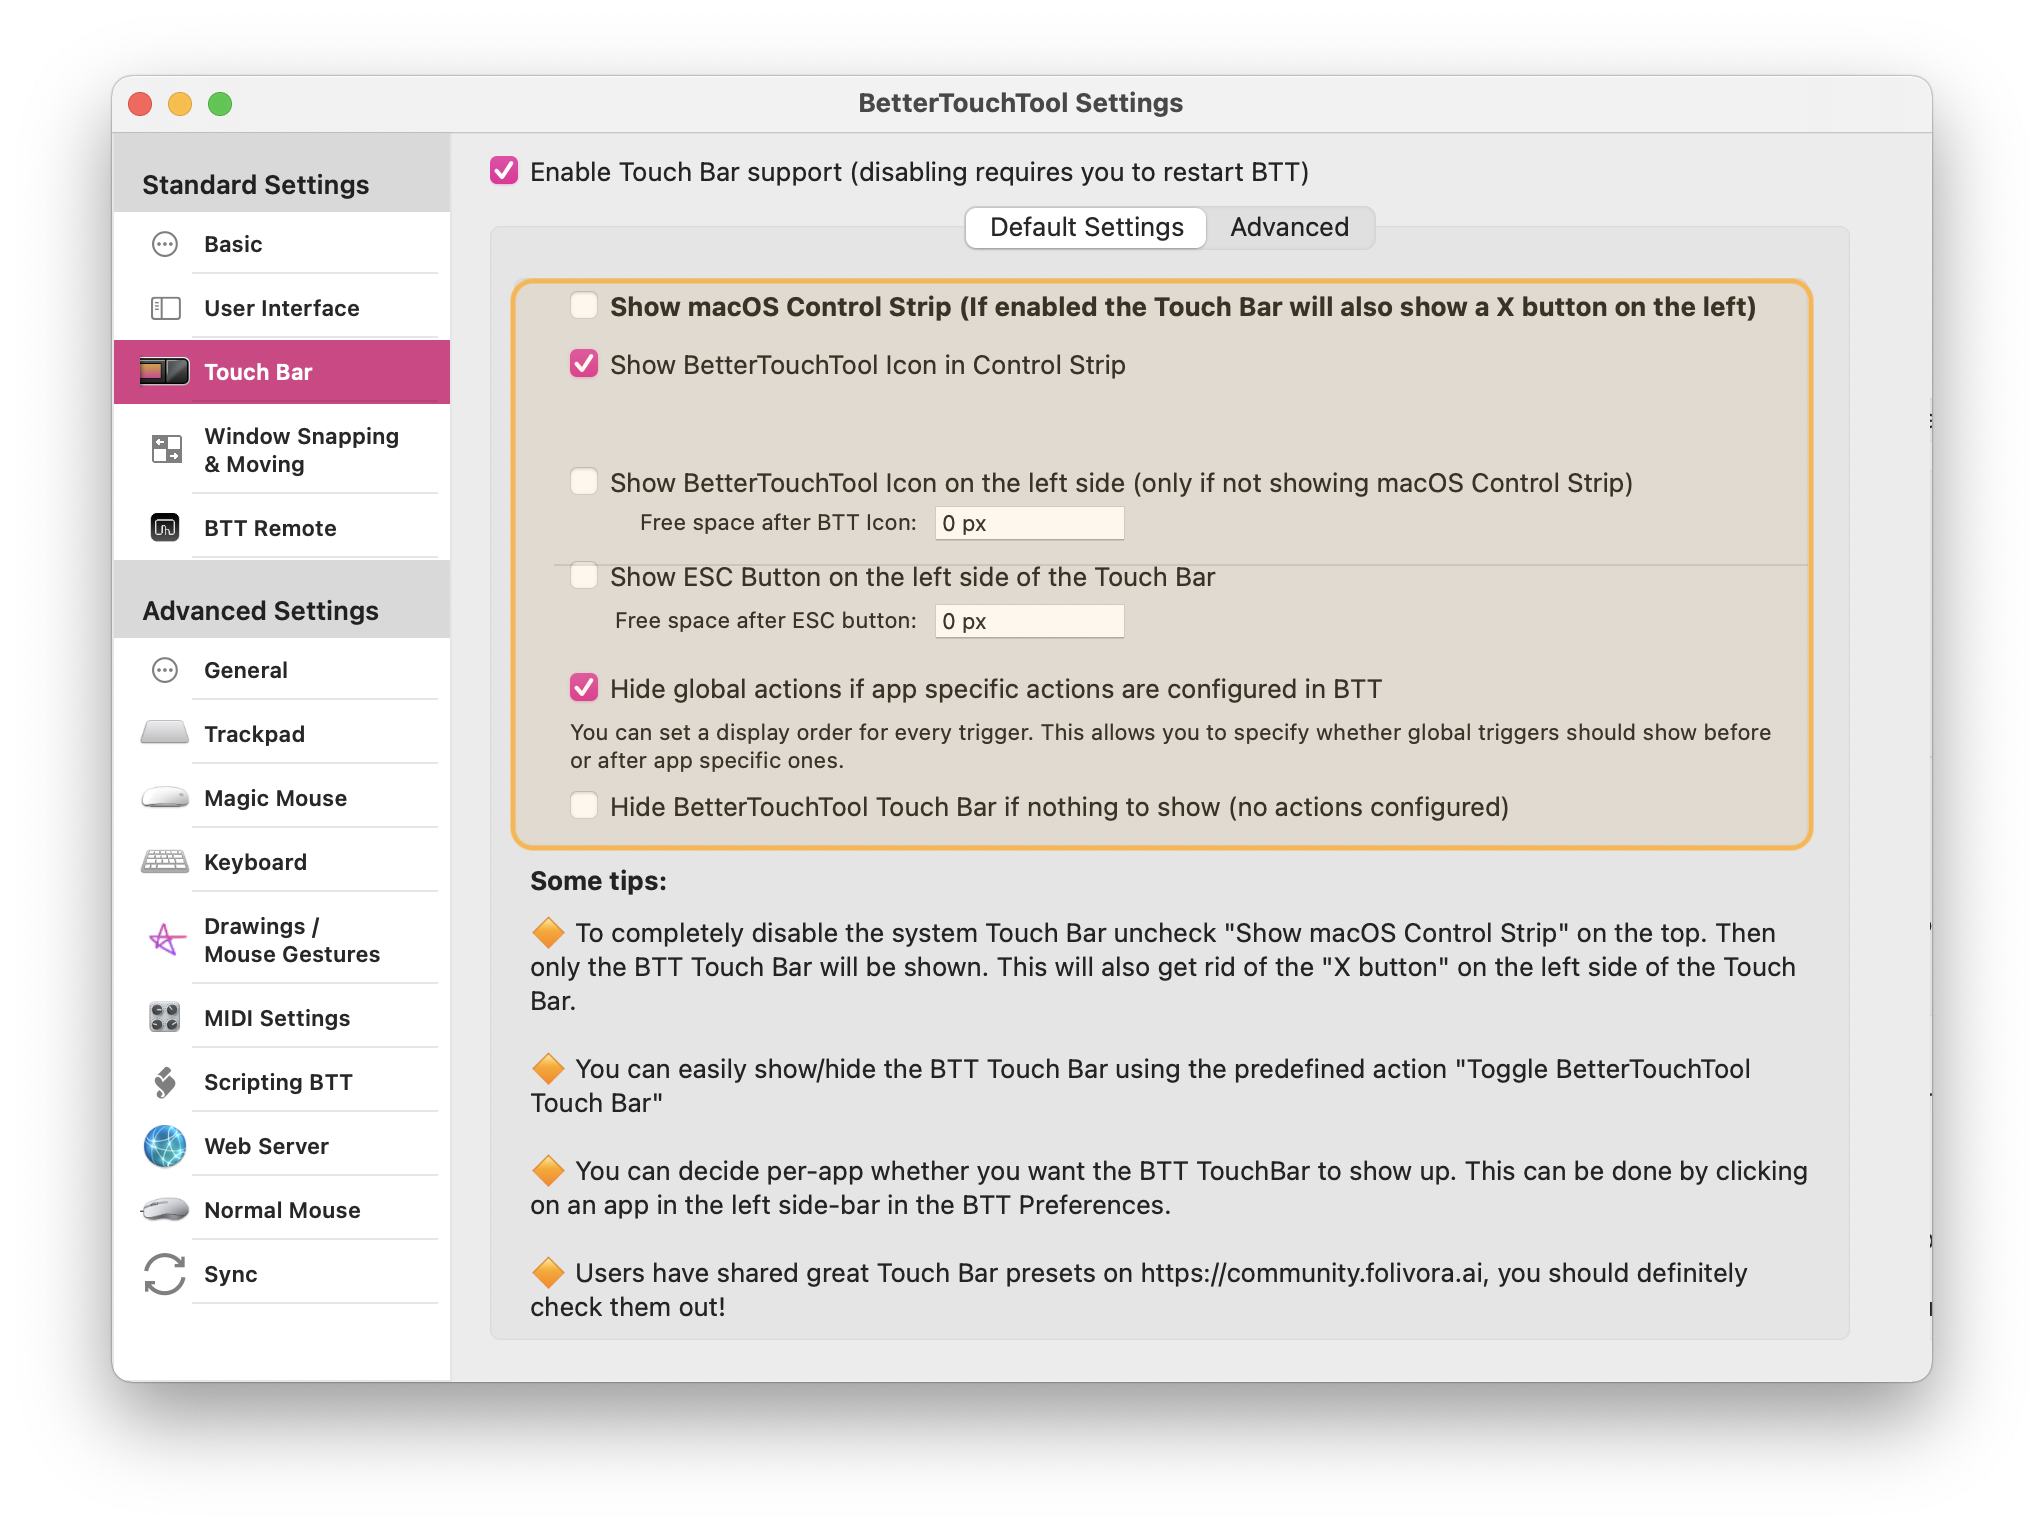 BetterTouchTool Settings
Standard Settings
Basic
User Interface
Touch Bar
Window Snapping
& Moving
BTT Remote
Advanced Settings
General
Trackpad
Magic Mouse
Keyboard
Drawings /
Mouse Gestures
MIDI Settings
Scripting BTT
Web Server
Normal Mouse
Sync
Enable Touch Bar support (disabling requires you to restart BTT)
Default Settings
Advanced
Show macOS Control Strip (If enabled the Touch Bar will also show a X button on the left)
Show BetterTouchTool Icon in Control Strip
Show BetterTouchTool Icon on the left side (only if not showing macOS Control Strip)
Free space after BTT Icon: 0 px
Show ESC Button on the left side of the Touch Bar
Free space after ESC button: 0 px
Hide global actions if app specific actions are configured in BTT
You can set a display order for every trigger. This allows you to specify whether global triggers should show before
or after app specific ones.
Hide BetterTouchTool Touch Bar if nothing to show (no actions configured)
Some tips:
🔶 To completely disable the system Touch Bar uncheck "Show macOS Control Strip" on the top. Then
only the BTT Touch Bar will be shown. This will also get rid of the "X button" on the left side of the Touch
Bar.
🔶 You can easily show/hide the BTT Touch Bar using the predefined action "Toggle BetterTouchTool
Touch Bar"
🔶 You can decide per-app whether you want the BTT TouchBar to show up. This can be done by clicking
on an app in the left side-bar in the BTT Preferences.
🔶 Users have shared great Touch Bar presets on https://community.folivora.ai, you should definitely
check them out!